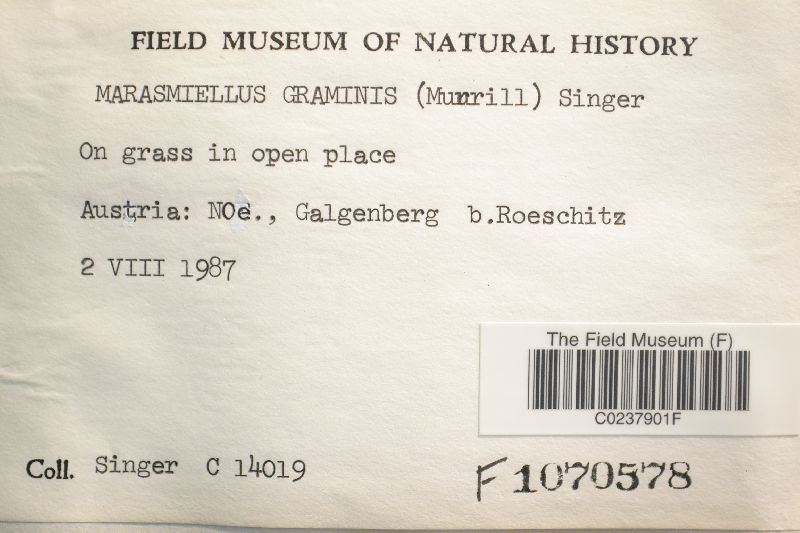 FIELD MUSEUM OF NATURAL HISTORY
MARASMIELLUS GRAMINIS (Murrill) Singer
On grass in open place
Austria: NOe., Galgenberg b.Roeschitz
2 VIII 1987
The Field Museum (F)
C0237901F
Coll. Singer C 14019
F1070578